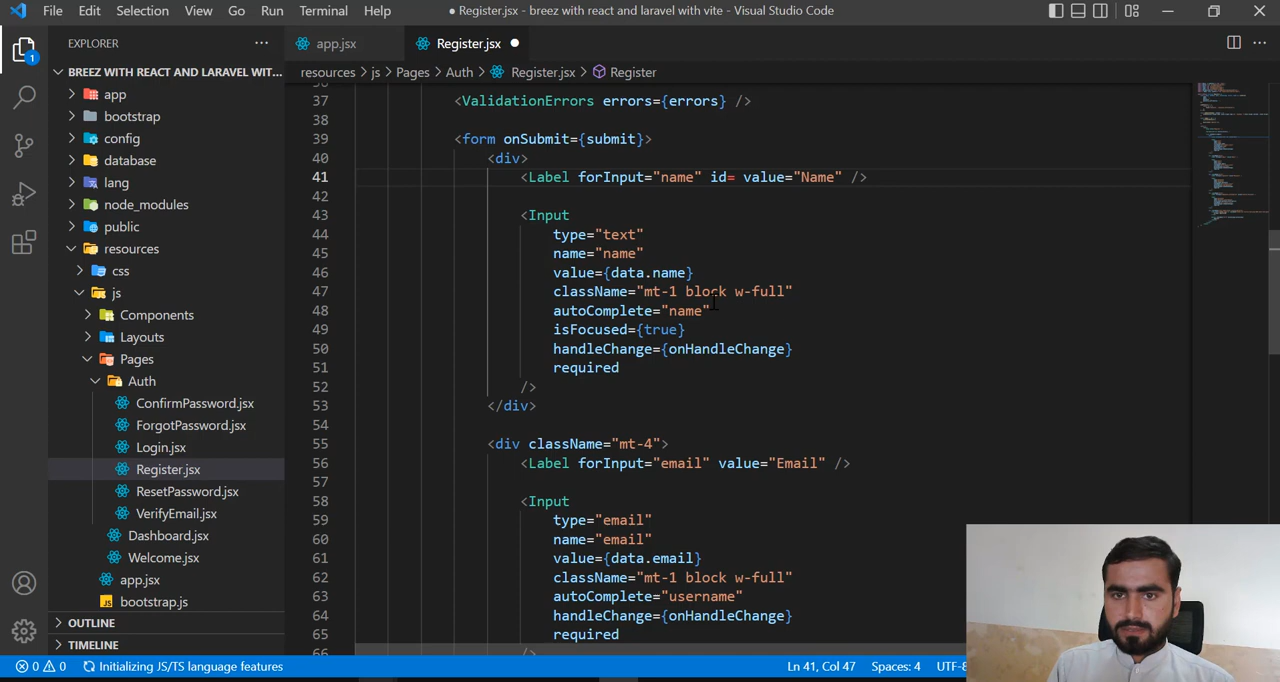 File Edit Selection View Go Run Terminal Help ● Register.jsx - breez with react and laravel with vite - Visual Studio Code
EXPLORER ···
app.jsx Register.jsx ●
BREEZ WITH REACT AND LARAVEL WIT...
resources > js > Pages > Auth > Register.jsx > Register
app
bootstrap
config
database
lang
node_modules
public
resources
css
js
Components
Layouts
Pages
Auth
ConfirmPassword.jsx
ForgotPassword.jsx
Login.jsx
Register.jsx
ResetPassword.jsx
VerifyEmail.jsx
Dashboard.jsx
Welcome.jsx
app.jsx
JS bootstrap.js
OUTLINE
TIMELINE
1
37 <ValidationErrors errors={errors} />
38
39 <form onSubmit={submit}>
40 <div>
41 <Label forInput="name" id= value="Name" />
42
43 <Input
44 type="text"
45 name="name"
46 value={data.name}
47 className="mt-1 block w-full"
48 autoComplete="name"
49 isFocused={true}
50 handleChange={onHandleChange}
51 required
52 />
53 </div>
54
55 <div className="mt-4">
56 <Label forInput="email" value="Email" />
57
58 <Input
59 type="email"
60 name="email"
61 value={data.email}
62 className="mt-1 block w-full"
63 autoComplete="username"
64 handleChange={onHandleChange}
65 required
66 />
0 0 Initializing JS/TS language features Ln 41, Col 47 Spaces: 4 UTF-8